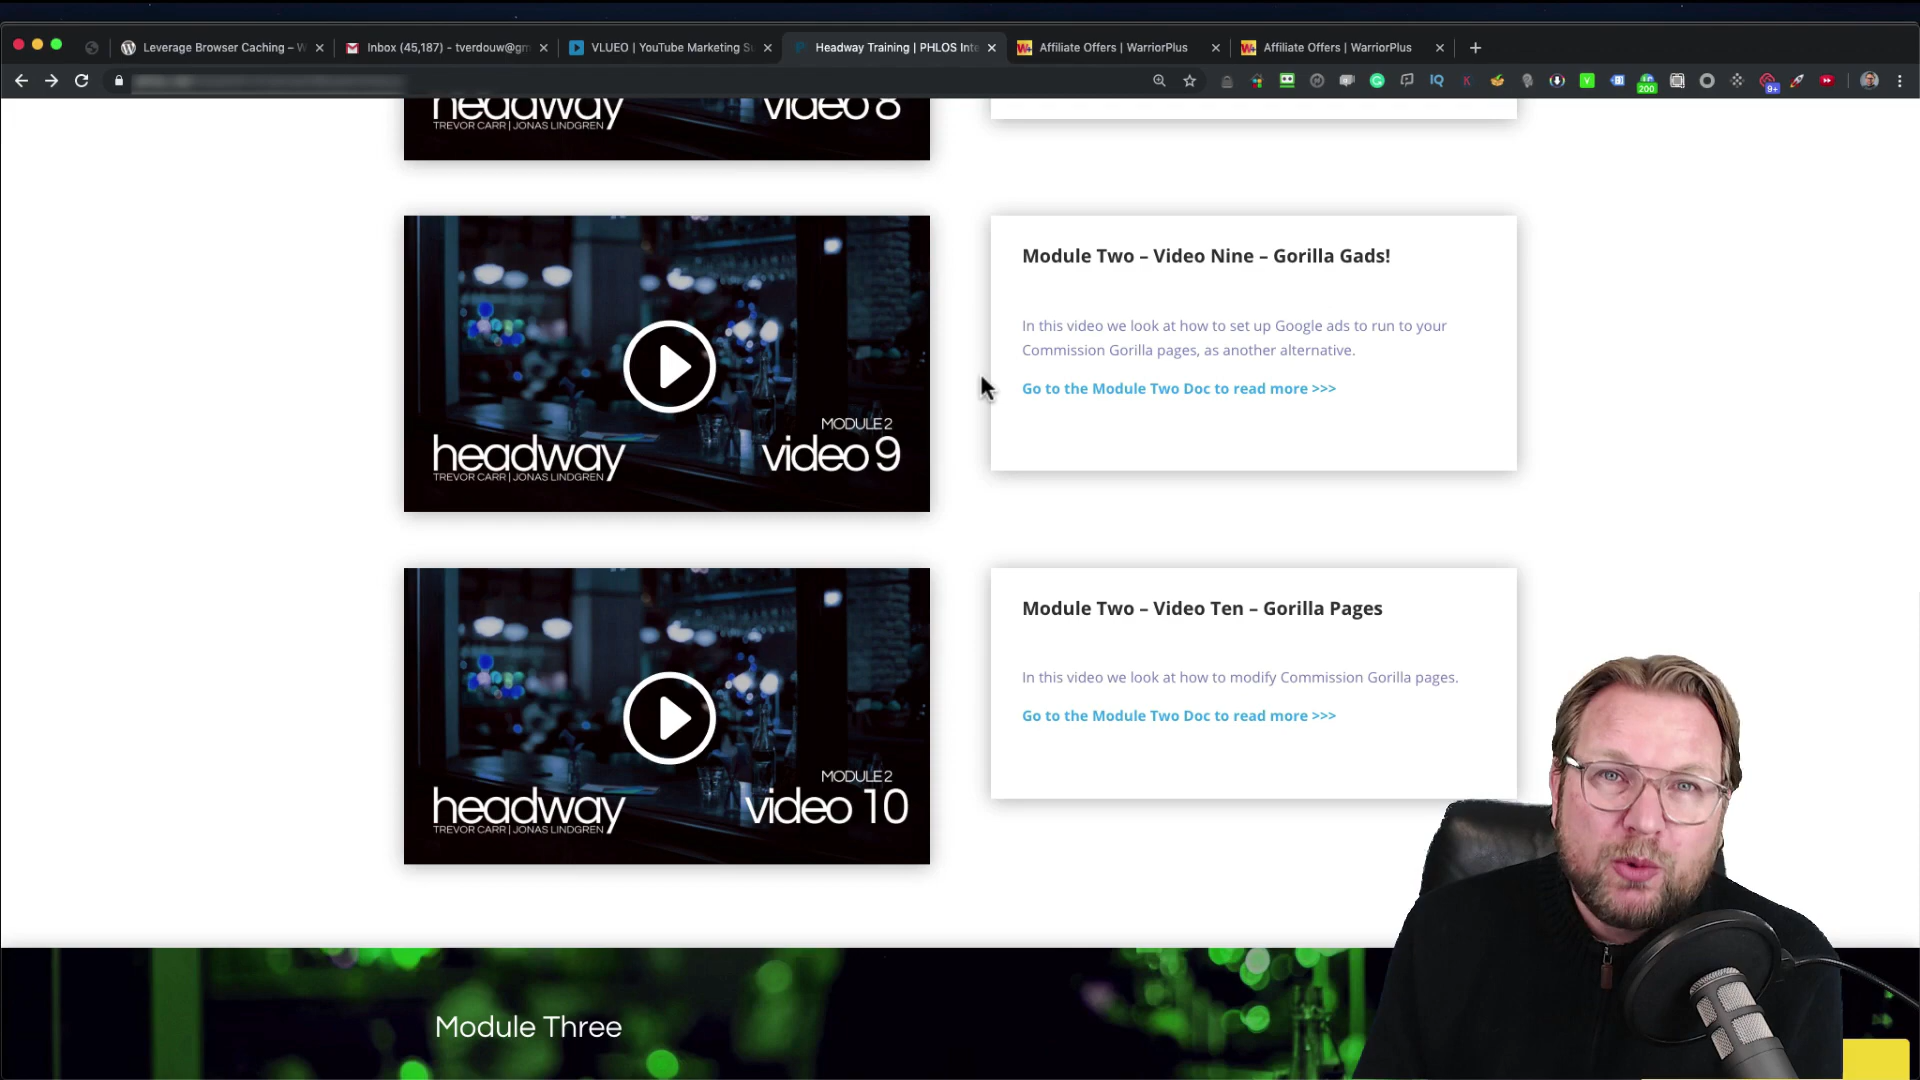 Leverage Browser Caching – W
Inbox (45,187) - tverdouw@gm
VLUEO | YouTube Marketing S
Headway Training | PHLOS Inte
Affiliate Offers | WarriorPlus
Affiliate Offers | WarriorPlus
IQ
200
9+
headway
TREVOR CARR | JONAS LINDGREN
video 8
MODULE 2
headway
video 9
TREVOR CARR | JONAS LINDGREN
Module Two – Video Nine – Gorilla Gads!
In this video we look at how to set up Google ads to run to your
Commission Gorilla pages, as another alternative.
Go to the Module Two Doc to read more >>>
MODULE 2
headway
video 10
TREVOR CARR | JONAS LINDGREN
Module Two – Video Ten – Gorilla Pages
In this video we look at how to modify Commission Gorilla pages.
Go to the Module Two Doc to read more >>>
Module Three